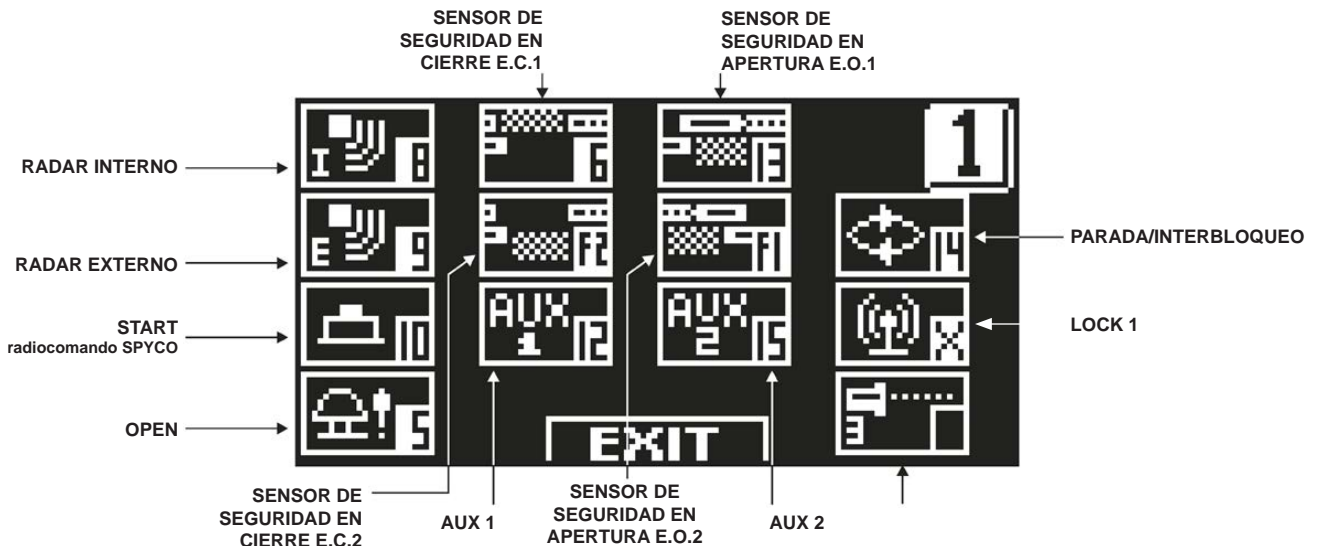 SENSOR DE
SEGURIDAD EN
CIERRE E.C.1
SENSOR DE
SEGURIDAD EN
APERTURA E.O.1
RADAR INTERNO
I 8
6
13
1
RADAR EXTERNO
E 9
F2
F1
14
PARADA/INTERBLOQUEO
START
radiocomando SPYCO
10
AUX
1 12
AUX
2 15
X
LOCK 1
OPEN
! 5
EXIT
3
SENSOR DE
SEGURIDAD EN
CIERRE E.C.2
AUX 1
SENSOR DE
SEGURIDAD EN
APERTURA E.O.2
AUX 2